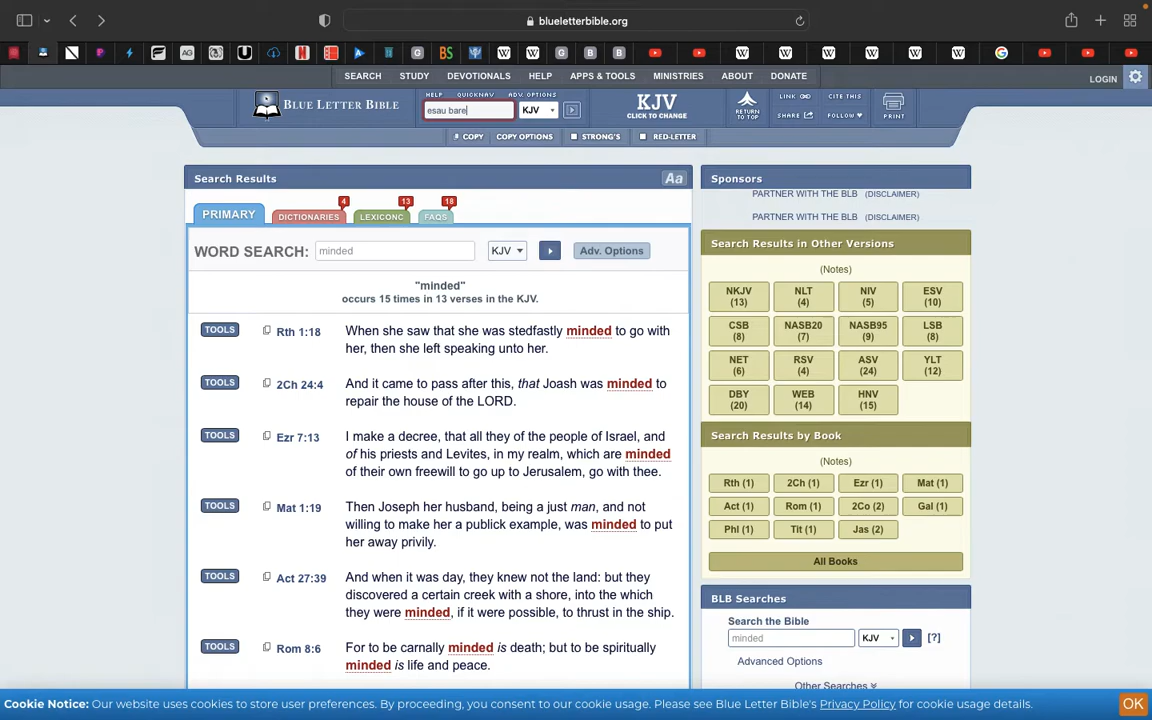 blueletterbible.org
SEARCH STUDY DEVOTIONALS HELP APPS & TOOLS MINISTRIES ABOUT DONATE
LOGIN
HELP QUICKNAV ADV. OPTIONS
BLUE LETTER BIBLE
esau bare
KJV
KJV
CLICK TO CHANGE
RETURN
TO TOP
LINK
CITE THIS
SHARE
FOLLOW
PRINT
COPY COPY OPTIONS STRONG'S RED-LETTER
Search Results
Aa
PRIMARY
DICTIONARIES
4
LEXICONC
13
FAQS
18
WORD SEARCH: minded KJV Adv. Options
"minded"
occurs 15 times in 13 verses in the KJV.
TOOLS Rth 1:18 When she saw that she was stedfastly minded to go with
her, then she left speaking unto her.
TOOLS 2Ch 24:4 And it came to pass after this, that Joash was minded to
repair the house of the LORD.
TOOLS Ezr 7:13 I make a decree, that all they of the people of Israel, and
of his priests and Levites, in my realm, which are minded
of their own freewill to go up to Jerusalem, go with thee.
TOOLS Mat 1:19 Then Joseph her husband, being a just man, and not
willing to make her a publick example, was minded to put
her away privily.
TOOLS Act 27:39 And when it was day, they knew not the land: but they
discovered a certain creek with a shore, into the which
they were minded, if it were possible, to thrust in the ship.
TOOLS Rom 8:6 For to be carnally minded is death; but to be spiritually
minded is life and peace.
Sponsors
PARTNER WITH THE BLB (DISCLAIMER)
PARTNER WITH THE BLB (DISCLAIMER)
Search Results in Other Versions
(Notes)
NKJV NLT NIV ESV
(13) (4) (5) (10)
CSB NASB20 NASB95 LSB
(8) (7) (9) (8)
NET RSV ASV YLT
(6) (4) (24) (12)
DBY WEB HNV
(20) (14) (15)
Search Results by Book
(Notes)
Rth (1) 2Ch (1) Ezr (1) Mat (1)
Act (1) Rom (1) 2Co (2) Gal (1)
Phl (1) Tit (1) Jas (2)
All Books
BLB Searches
Search the Bible
minded KJV [?]
Advanced Options
Other Searches
Cookie Notice: Our website uses cookies to store user preferences. By proceeding, you consent to our cookie usage. Please see Blue Letter Bible's Privacy Policy for cookie usage details.
OK